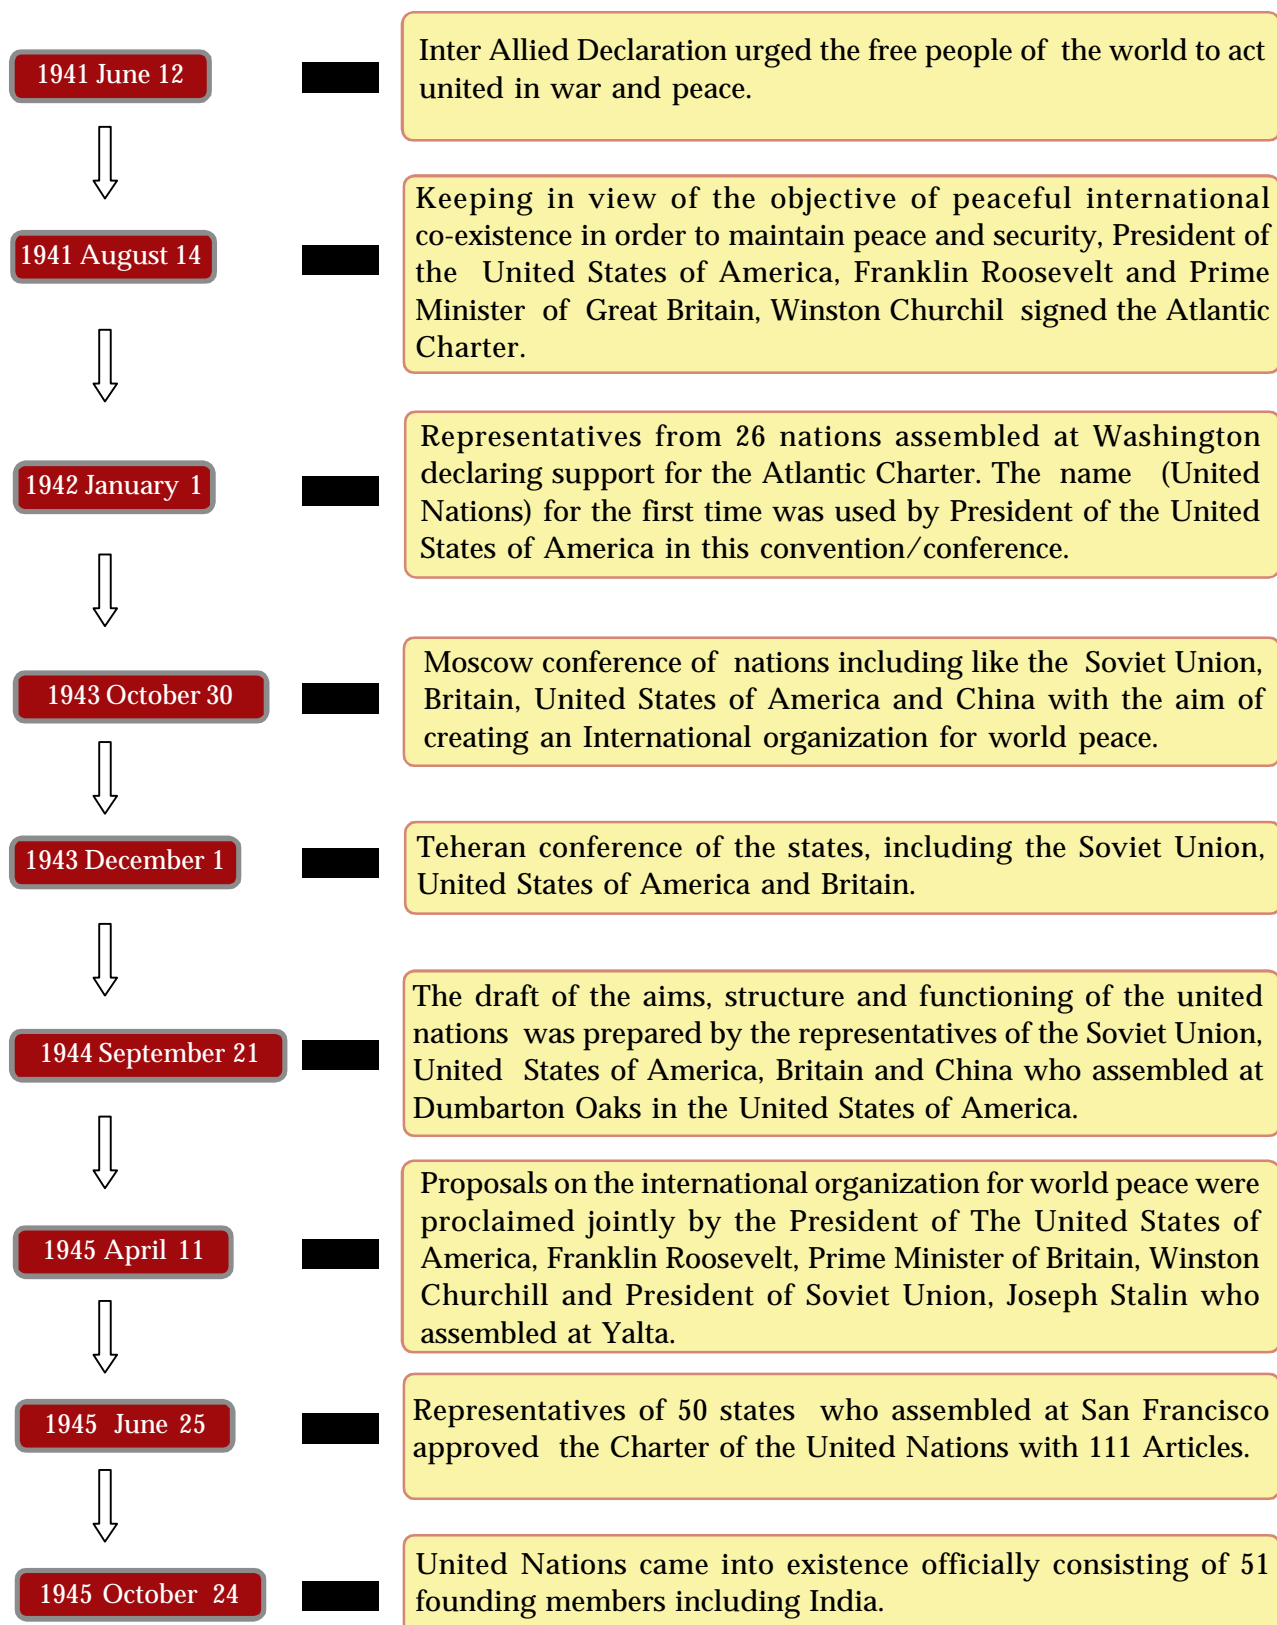 1941 June 12
Inter Allied Declaration urged the free people of the world to act
united in war and peace.
1941 August 14
Keeping in view of the objective of peaceful international
co-existence in order to maintain peace and security, President of
the United States of America, Franklin Roosevelt and Prime
Minister of Great Britain, Winston Churchil signed the Atlantic
Charter.
1942 January 1
Representatives from 26 nations assembled at Washington
declaring support for the Atlantic Charter. The name (United
Nations) for the first time was used by President of the United
States of America in this convention/conference.
1943 October 30
Moscow conference of nations including like the Soviet Union,
Britain, United States of America and China with the aim of
creating an International organization for world peace.
1943 December 1
Teheran conference of the states, including the Soviet Union,
United States of America and Britain.
1944 September 21
The draft of the aims, structure and functioning of the united
nations was prepared by the representatives of the Soviet Union,
United States of America, Britain and China who assembled at
Dumbarton Oaks in the United States of America.
1945 April 11
Proposals on the international organization for world peace were
proclaimed jointly by the President of The United States of
America, Franklin Roosevelt, Prime Minister of Britain, Winston
Churchill and President of Soviet Union, Joseph Stalin who
assembled at Yalta.
1945 June 25
Representatives of 50 states who assembled at San Francisco
approved the Charter of the United Nations with 111 Articles.
1945 October 24
United Nations came into existence officially consisting of 51
founding members including India.